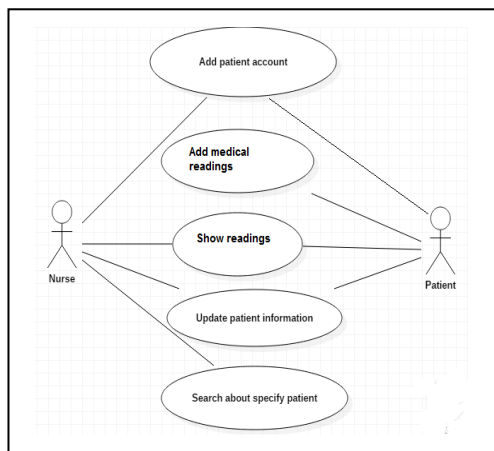 Add patient account
Add medical
readings
Show readings
Nurse
Patient
Update patient information
Search about specify patient